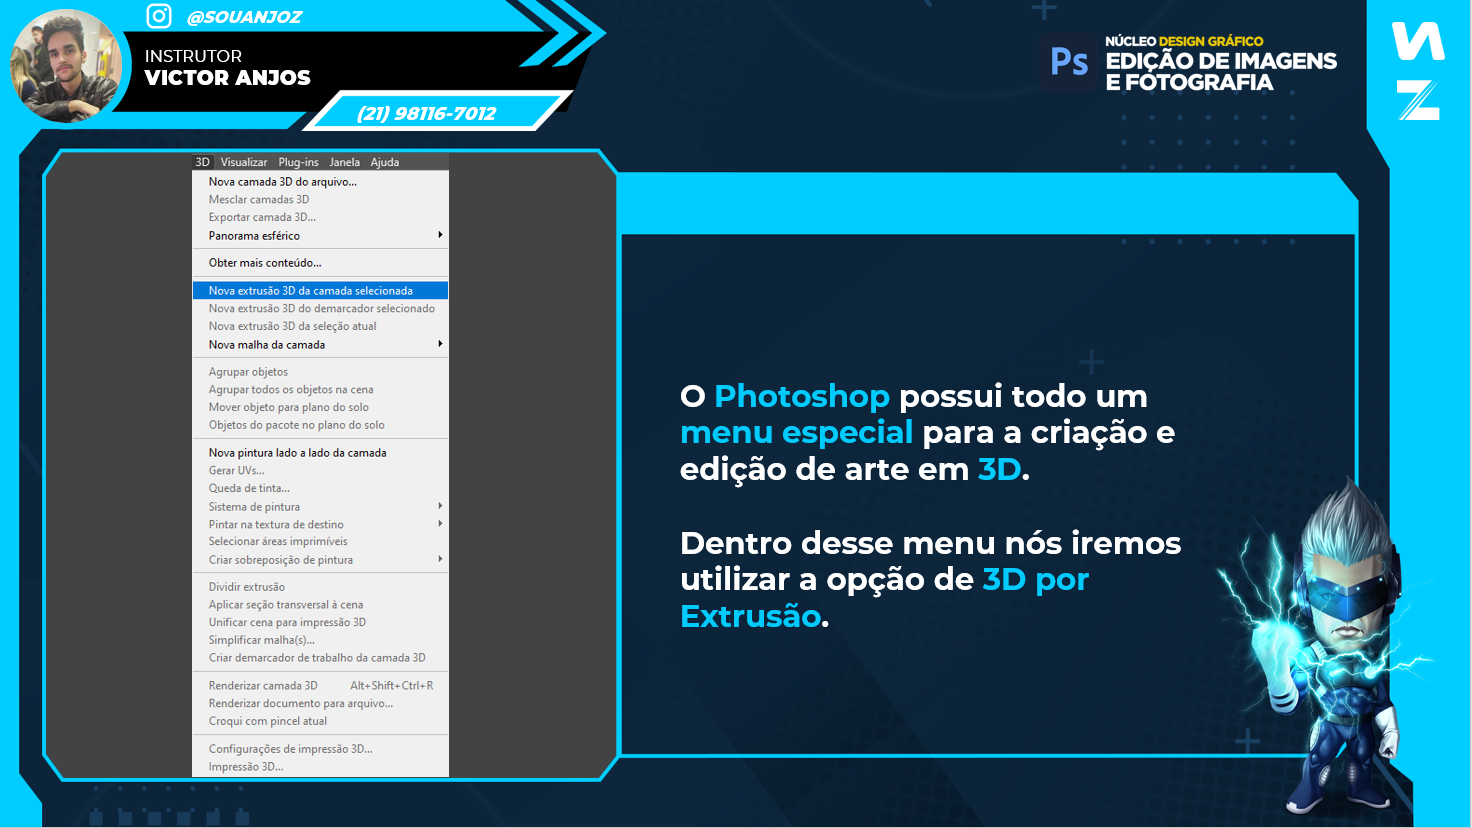 @SOUANJOZ
INSTRUTOR
VICTOR ANJOS
(21) 98116-7012
Ps
NÚCLEO DESIGN GRÁFICO
EDIÇÃO DE IMAGENS
E FOTOGRAFIA
3D Visualizar Plug-ins Janela Ajuda
Nova camada 3D do arquivo...
Mesclar camadas 3D
Exportar camada 3D...
Panorama esférico
Obter mais conteúdo...
Nova extrusão 3D da camada selecionada
Nova extrusão 3D do demarcador selecionado
Nova extrusão 3D da seleção atual
Nova malha da camada
Agrupar objetos
Agrupar todos os objetos na cena
Mover objeto para plano do solo
Objetos do pacote no plano do solo
Nova pintura lado a lado da camada
Gerar UVs...
Queda de tinta...
Sistema de pintura
Pintar na textura de destino
Selecionar áreas imprimíveis
Criar sobreposição de pintura
Dividir extrusão
Aplicar seção transversal à cena
Unificar cena para impressão 3D
Simplificar malha(s)...
Criar demarcador de trabalho da camada 3D
Renderizar camada 3D Alt+Shift+Ctrl+R
Renderizar documento para arquivo...
Croqui com pincel atual
Configurações de impressão 3D...
Impressão 3D...
O Photoshop possui todo um
menu especial para a criação e
edição de arte em 3D.
Dentro desse menu nós iremos
utilizar a opção de 3D por
Extrusão.